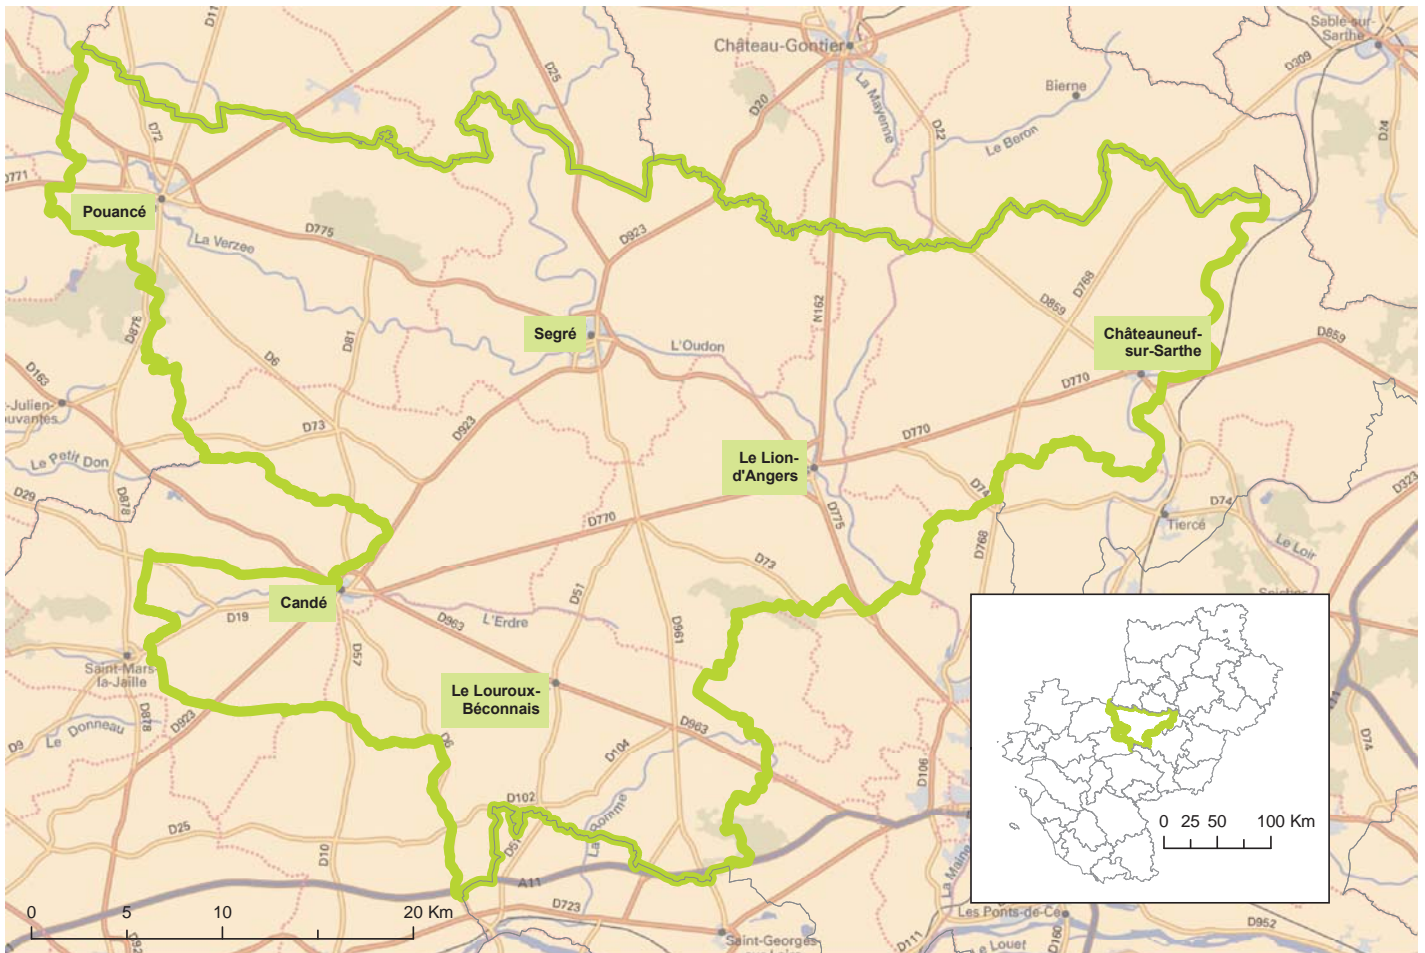 D11
D25
Château-Gontier
Sablé-sur-
Sarthe
D309
D20
La Mayenne
Bierne
D22
Le Beron
D24
D72
D771
Pouancé
La Verzee
D775
D923
N162
D768
D859
Segré
L'Oudon
Châteauneuf-
sur-Sarthe
D859
D878
D81
D6
D163
D770
-Julien-
ouvantes
D73
D923
D770
Le Lion-
d'Angers
Le Petit Don
D29
D878
D74
D323
D770
D775
D74
Tiercé
D768
Le Loir
D73
Candé
D19
D51
D963
L'Erdre
D961
D57
Saint-Mars-
la-Jaille
Le Louroux-
Béconnais
D878
D923
D963
Le Donneau
D9
D6
D104
D74
D106
D102
D25
D10
D51
La Romme
A11
La Maine
D723
Saint-Georges
Les Ponts-de-Cé
D952
D111
D160
Le Louet
0 5 10 20 Km
0 25 50 100 Km